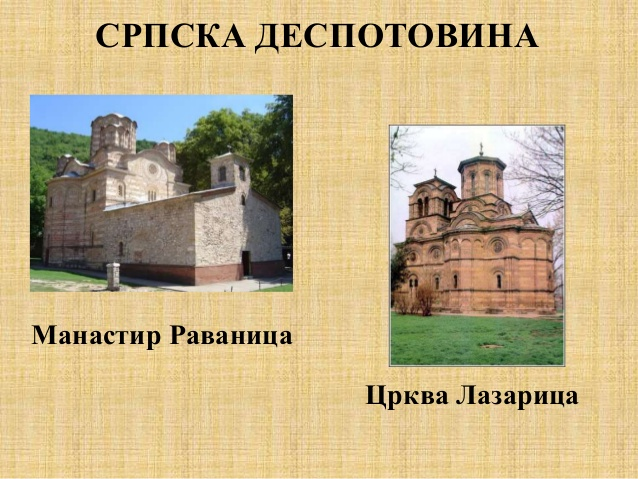 СРПСКА ДЕСПОТОВИНА
Манастир Раваница
Црква Лазарица